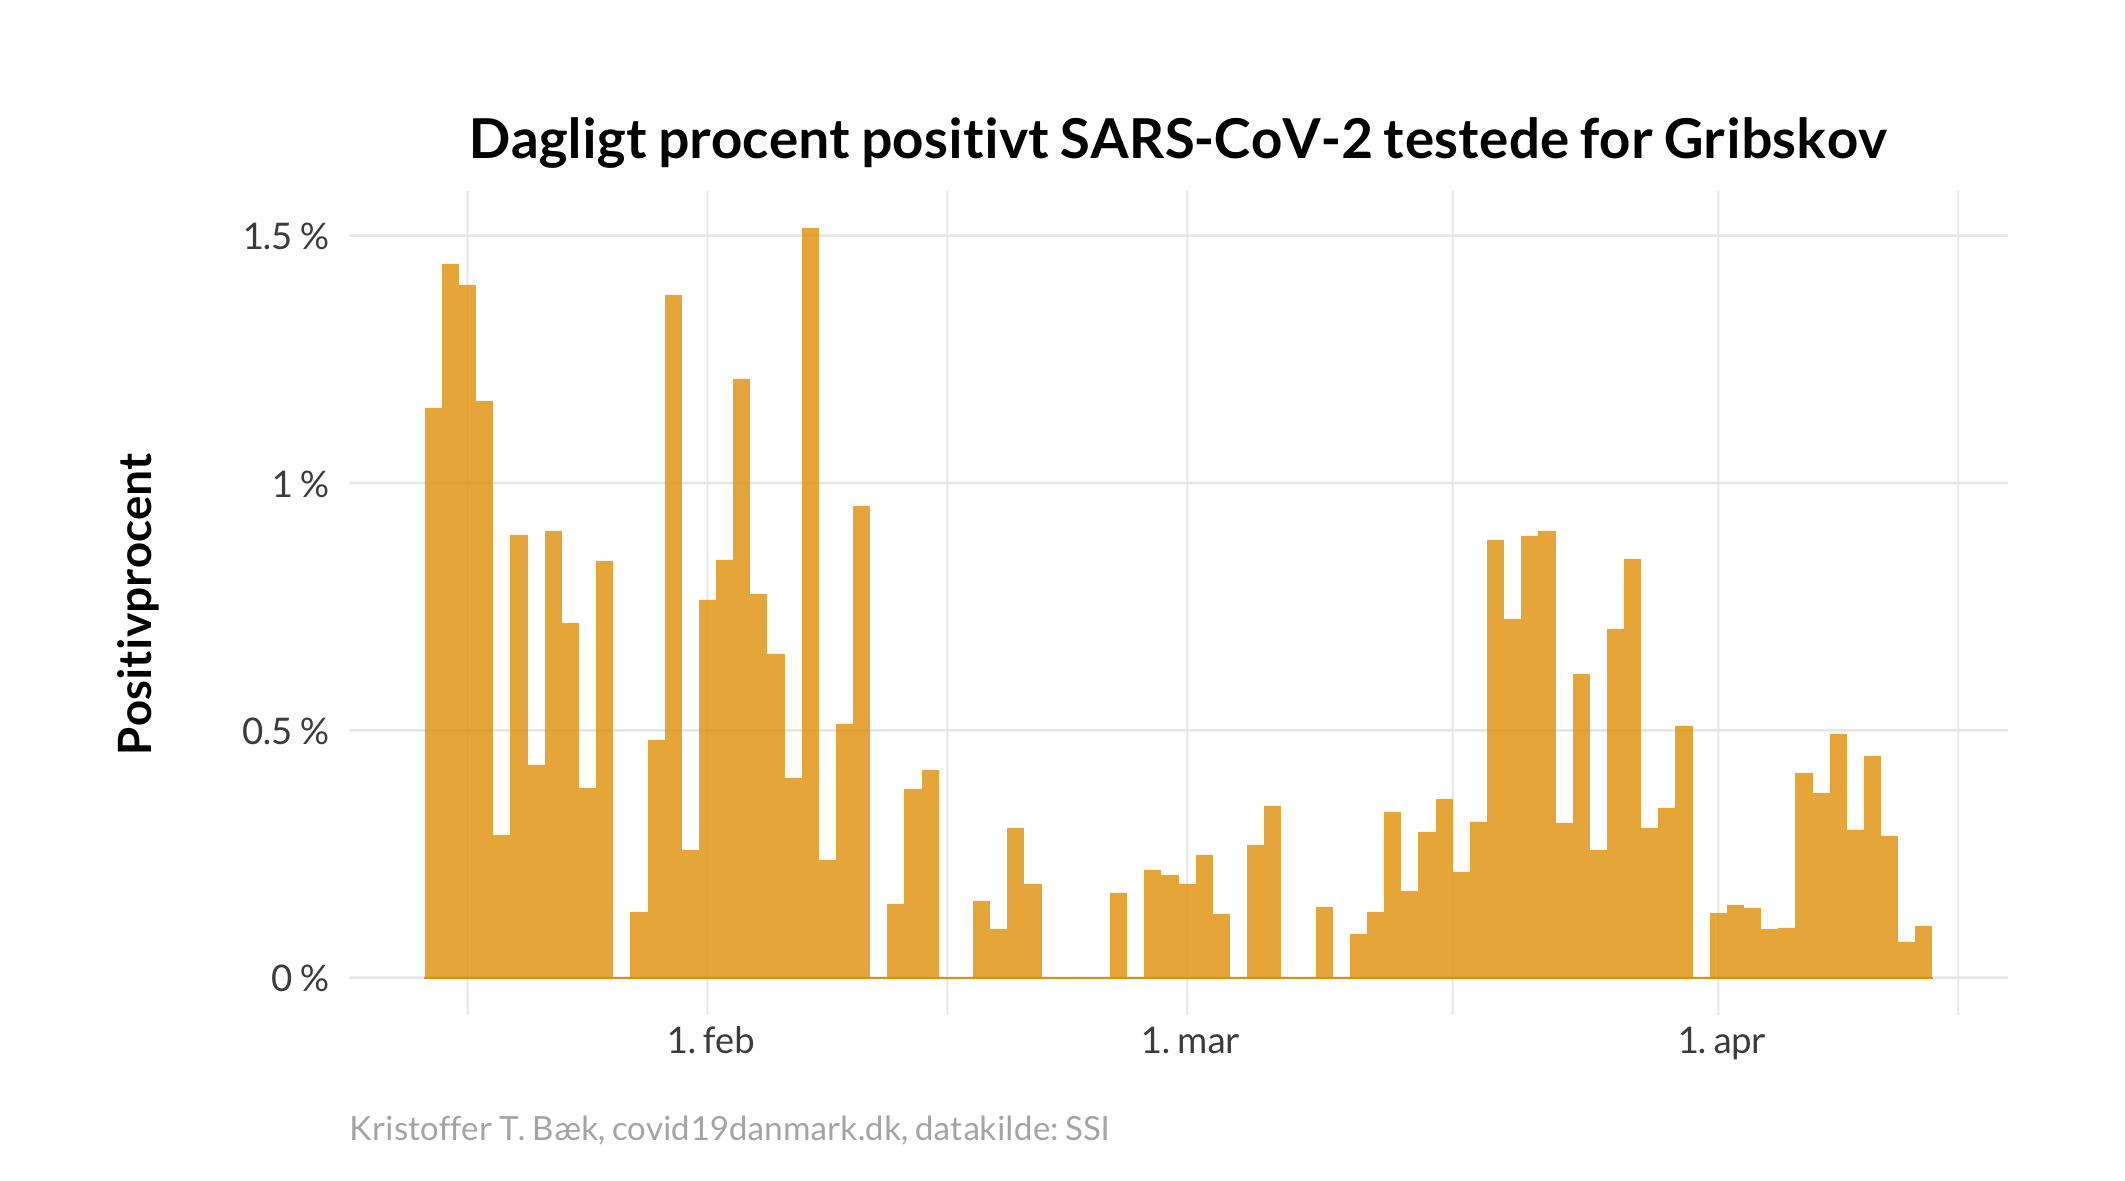 Dagligt procent positivt SARS-CoV-2 testede for Gribskov
Positivprocent
1.5 %
1 %
0.5 %
0 %
1. feb
1. mar
1. apr
Kristoffer T. Bæk, covid19danmark.dk, datakilde: SSI